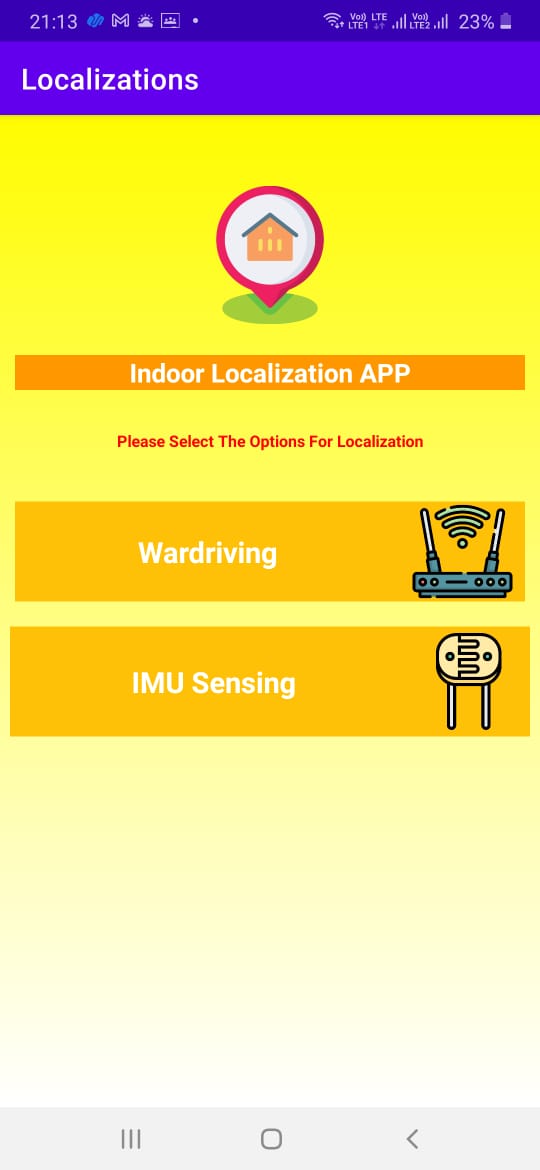 21:13
Vo)) LTE
LTE1
Vo))
LTE2
23%
Localizations
Indoor Localization APP
Please Select The Options For Localization
Wardriving
IMU Sensing